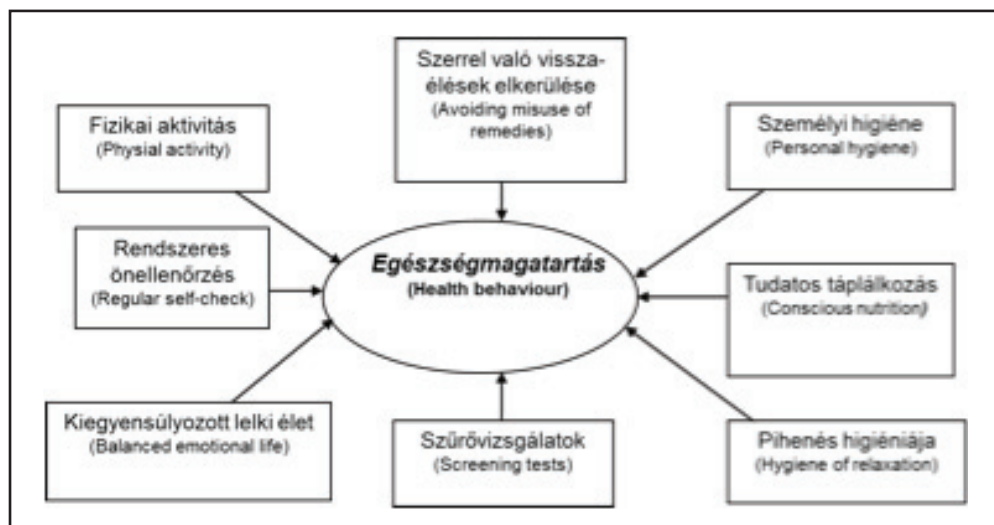 Szerrel való vissza-
élések elkerülése
(Avoiding misuse of
remedies)
Fizikai aktivitás
(Physial activity)
Személyi higiéne
(Personal hygiene)
Rendszeres
önellenőrzés
(Regular self-check)
Egészségmagatartás
(Health behaviour)
Tudatos táplálkozás
(Conscious nutrition)
Kiegyensúlyozott lelki élet
(Balanced emotional life)
Szűrővizsgálatok
(Screening tests)
Pihenés higiéniája
(Hygiene of relaxation)